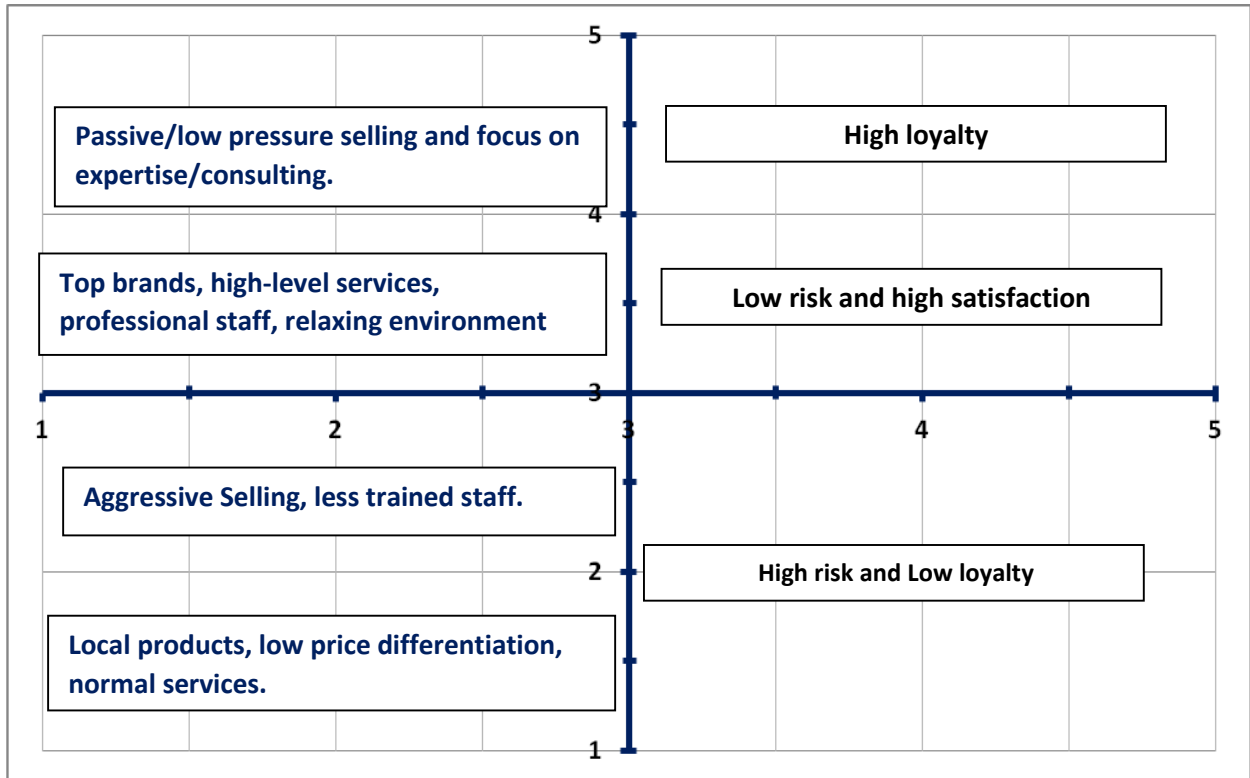 5
Passive/low pressure selling and focus on
expertise/consulting.
High loyalty
4
Top brands, high-level services,
professional staff, relaxing environment
Low risk and high satisfaction
3
1
2
3
4
5
Aggressive Selling, less trained staff.
2
High risk and Low loyalty
Local products, low price differentiation,
normal services.
1